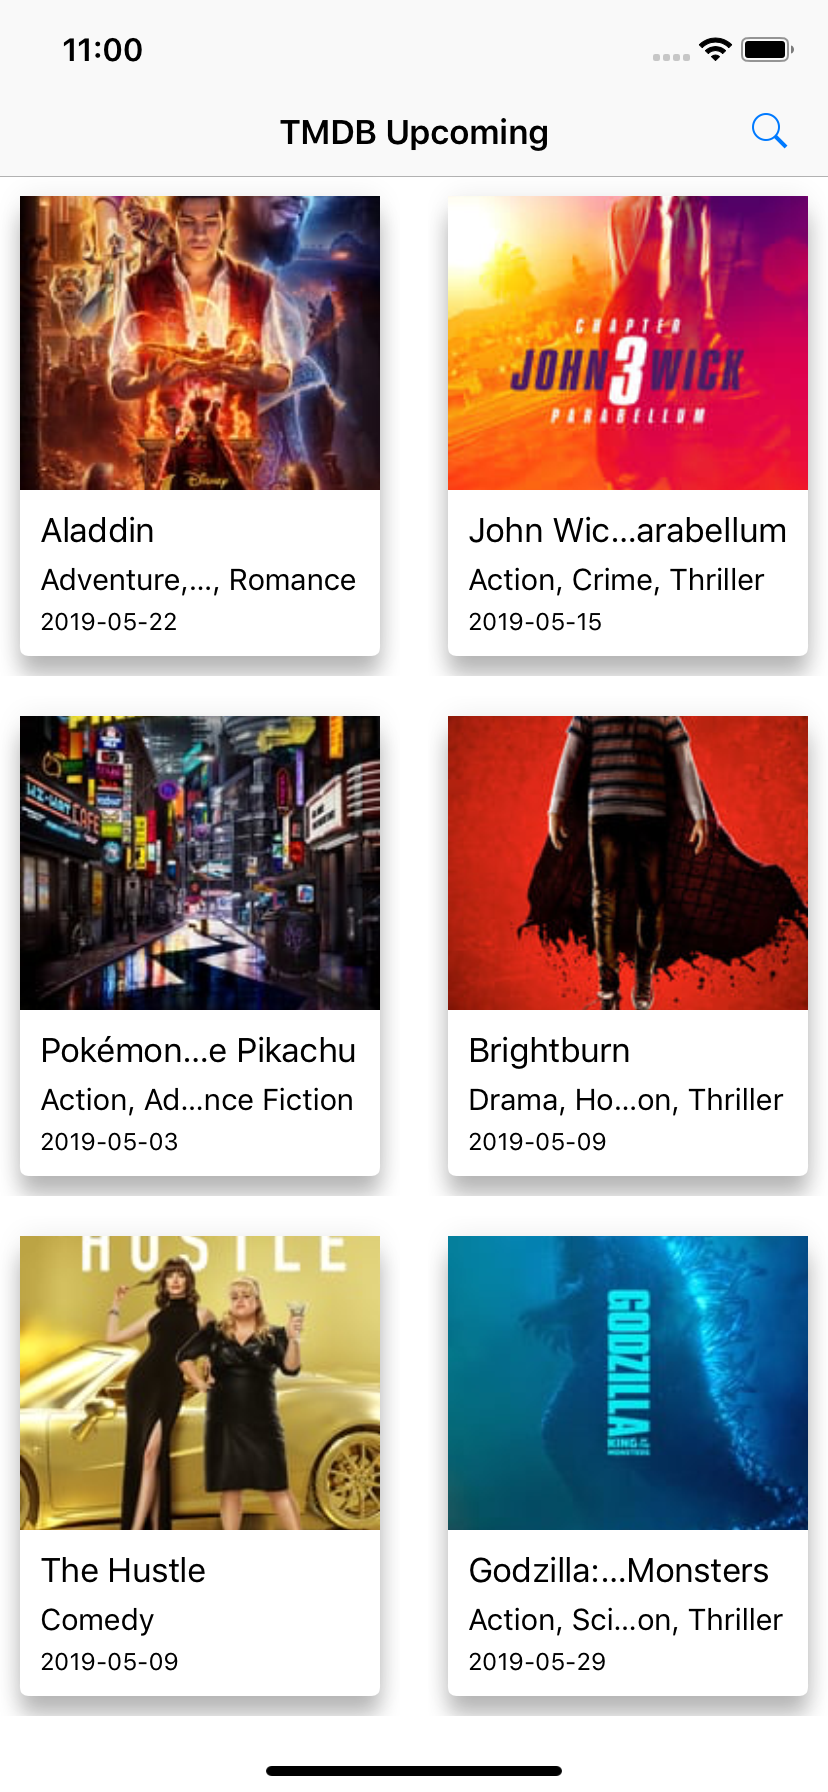 11:00
TMDB Upcoming
Disney
Aladdin
Adventure,..., Romance
2019-05-22
CHAPTER
JOHN 3 WICK
PARABELLUM
John Wic...arabellum
Action, Crime, Thriller
2019-05-15
CAFE
Pokémon...e Pikachu
Action, Ad...nce Fiction
2019-05-03
Brightburn
Drama, Ho...on, Thriller
2019-05-09
HUSTLE
The Hustle
Comedy
2019-05-09
GODZILLA
KING OF THE
MONSTERS
Godzilla:...Monsters
Action, Sci...on, Thriller
2019-05-29